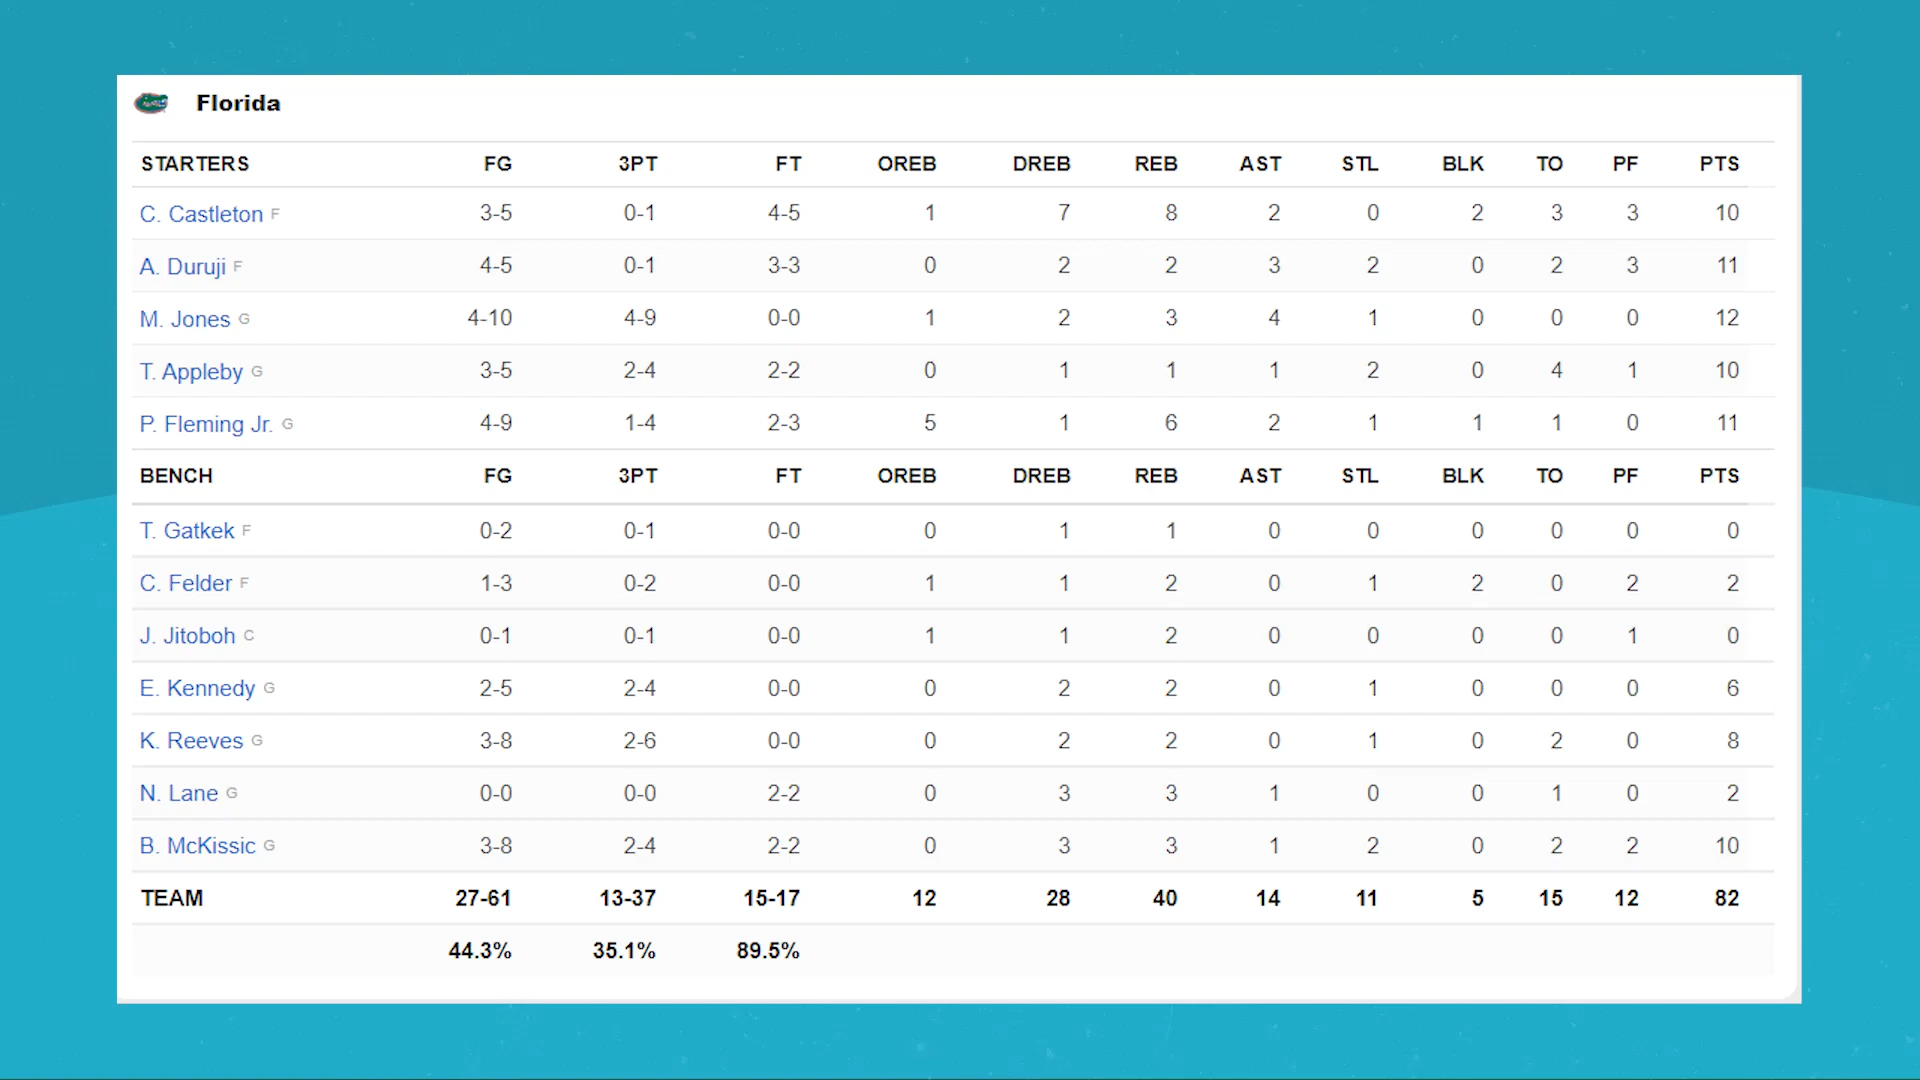 Florida
STARTERS FG 3PT FT OREB DREB REB AST STL BLK TO PF PTS
C. Castleton F 3-5 0-1 4-5 1 7 8 2 0 2 3 3 10
A. Duruji F 4-5 0-1 3-3 0 2 2 3 2 0 2 3 11
M. Jones G 4-10 4-9 0-0 1 2 3 4 1 0 0 0 12
T. Appleby G 3-5 2-4 2-2 0 1 1 1 2 0 4 1 10
P. Fleming Jr. G 4-9 1-4 2-3 5 1 6 2 1 1 1 0 11
BENCH FG 3PT FT OREB DREB REB AST STL BLK TO PF PTS
T. Gatkek F 0-2 0-1 0-0 0 1 1 0 0 0 0 0 0
C. Felder F 1-3 0-2 0-0 1 1 2 0 1 2 0 2 2
J. Jitoboh C 0-1 0-1 0-0 1 1 2 0 0 0 0 1 0
E. Kennedy G 2-5 2-4 0-0 0 2 2 0 1 0 0 0 6
K. Reeves G 3-8 2-6 0-0 0 2 2 0 1 0 2 0 8
N. Lane G 0-0 0-0 2-2 0 3 3 1 0 0 1 0 2
B. McKissic G 3-8 2-4 2-2 0 3 3 1 2 0 2 2 10
TEAM 27-61 13-37 15-17 12 28 40 14 11 5 15 12 82
44.3% 35.1% 89.5%